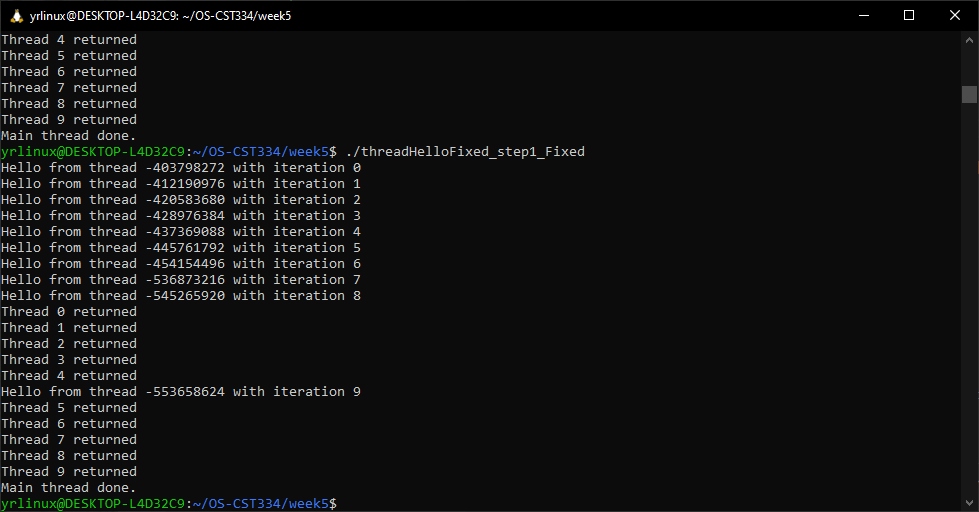 yrlinux@DESKTOP-L4D32C9: ~/OS-CST334/week5
Thread 4 returned
Thread 5 returned
Thread 6 returned
Thread 7 returned
Thread 8 returned
Thread 9 returned
Main thread done.
yrlinux@DESKTOP-L4D32C9:~/OS-CST334/week5$ ./threadHelloFixed_step1_Fixed
Hello from thread -403798272 with iteration 0
Hello from thread -412190976 with iteration 1
Hello from thread -420583680 with iteration 2
Hello from thread -428976384 with iteration 3
Hello from thread -437369088 with iteration 4
Hello from thread -445761792 with iteration 5
Hello from thread -454154496 with iteration 6
Hello from thread -536873216 with iteration 7
Hello from thread -545265920 with iteration 8
Thread 0 returned
Thread 1 returned
Thread 2 returned
Thread 3 returned
Thread 4 returned
Hello from thread -553658624 with iteration 9
Thread 5 returned
Thread 6 returned
Thread 7 returned
Thread 8 returned
Thread 9 returned
Main thread done.
yrlinux@DESKTOP-L4D32C9:~/OS-CST334/week5$